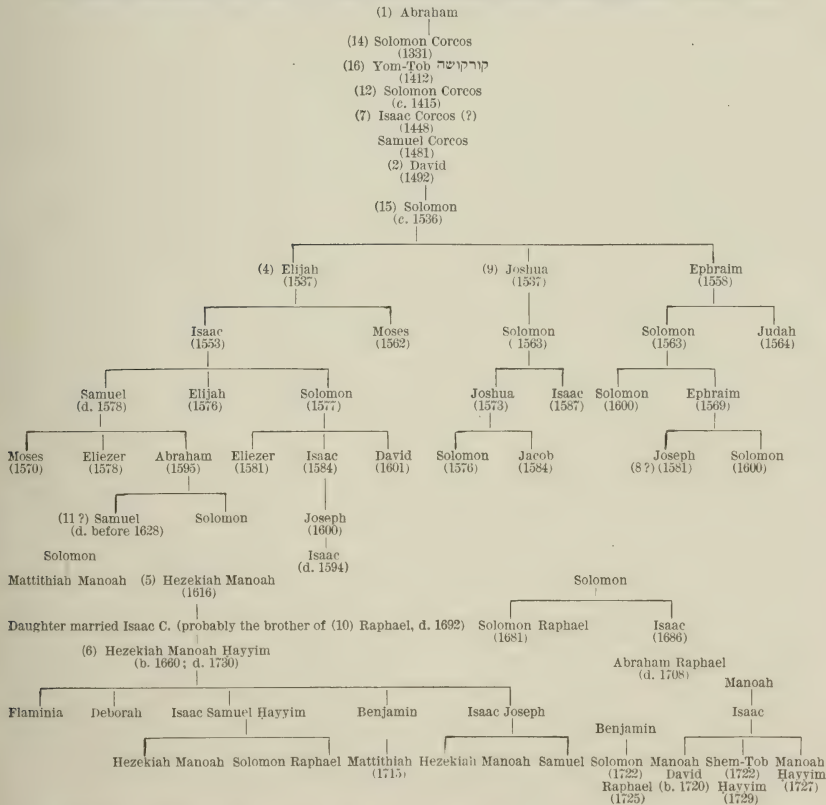 (1) Abraham
(14) Solomon Corcos
(1331)
(16) Yom-Tob קורקושה
(1412)
(12) Solomon Corcos
(c. 1415)
(7) Isaac Corcos (?)
(1448)
Samuel Corcos
(1481)
(2) David
(1492)
(15) Solomon
(c. 1536)
(4) Elijah (9) Joshua Ephraim
(1537) (1537) (1558)
Isaac Moses Solomon Solomon Judah
(1553) (1562) ( 1563) (1563) (1564)
Samuel Elijah Solomon Joshua Isaac Solomon Ephraim
(d. 1578) (1576) (1577) (1573) (1587) (1600) (1569)
Moses Eliezer Abraham Eliezer Isaac David Solomon Jacob Joseph Solomon
(1570) (1578) (1595) (1581) (1584) (1601) (1576) (1584) (8 ?) (1581) (1600)
(11 ?) Samuel Solomon Joseph
(d. before 1628) (1600)
Solomon Isaac
(d. 1594)
Mattithiah Manoah (5) Hezekiah Manoah Solomon
(1616)
Daughter married Isaac C. (probably the brother of (10) Raphael, d. 1692) Solomon Raphael Isaac
(1681) (1686)
(6) Hezekiah Manoah Ḥayyim Abraham Raphael
(b. 1660; d. 1730) (d. 1708)
Manoah
Flaminia Deborah Isaac Samuel Ḥayyim Benjamin Isaac Joseph Isaac
Benjamin
Hezekiah Manoah Solomon Raphael Mattithiah Hezekiah Manoah Samuel Solomon Manoah Shem-Tob Manoah
(1715) (1722) David (1722) Ḥayyim
Raphael (b. 1720) Ḥayyim (1727)
(1725) (1729)